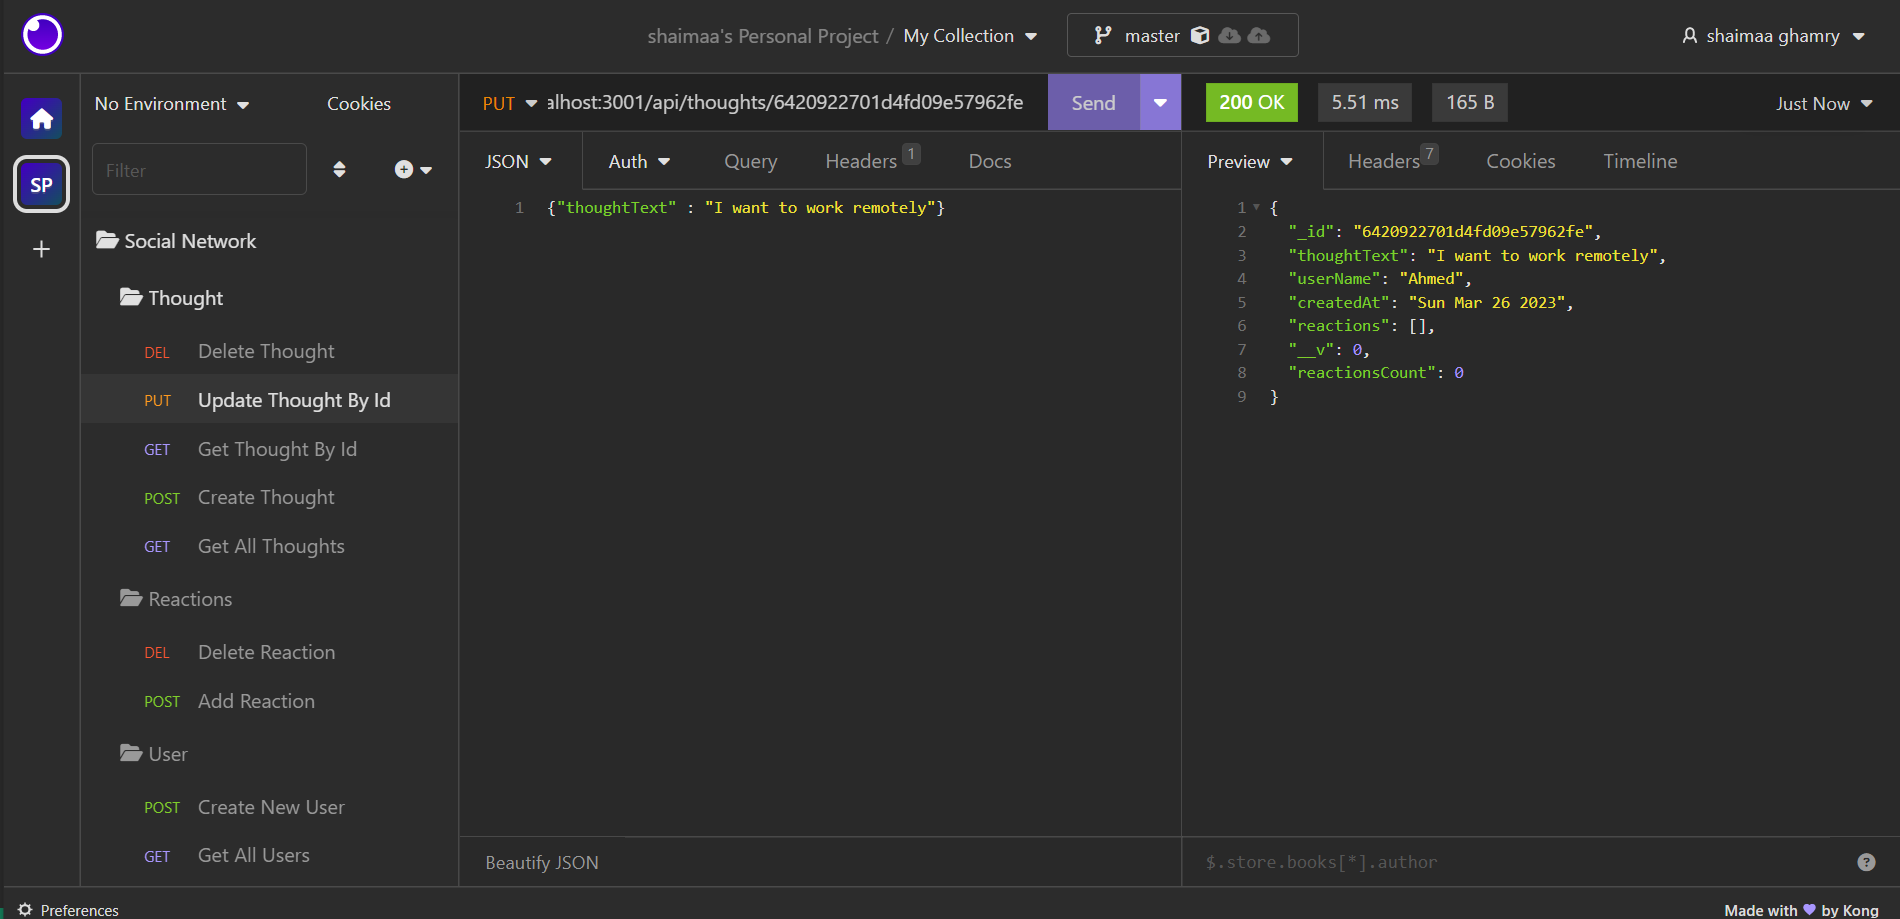 shaimaa's Personal Project / My Collection
master
shaimaa ghamry
SP
No Environment
Cookies
Filter
Social Network
Thought
DEL Delete Thought
PUT Update Thought By Id
GET Get Thought By Id
POST Create Thought
GET Get All Thoughts
Reactions
DEL Delete Reaction
POST Add Reaction
User
POST Create New User
GET Get All Users
PUT alhost:3001/api/thoughts/6420922701d4fd09e57962fe Send
JSON Auth Query Headers 1 Docs
1 {"thoughtText" : "I want to work remotely"}
Beautify JSON
200 OK 5.51 ms 165 B Just Now
Preview Headers 7 Cookies Timeline
1 {
2 "_id": "6420922701d4fd09e57962fe",
3 "thoughtText": "I want to work remotely",
4 "userName": "Ahmed",
5 "createdAt": "Sun Mar 26 2023",
6 "reactions": [],
7 "__v": 0,
8 "reactionsCount": 0
9 }
$.store.books[*].author
?
Preferences
Made with by Kong